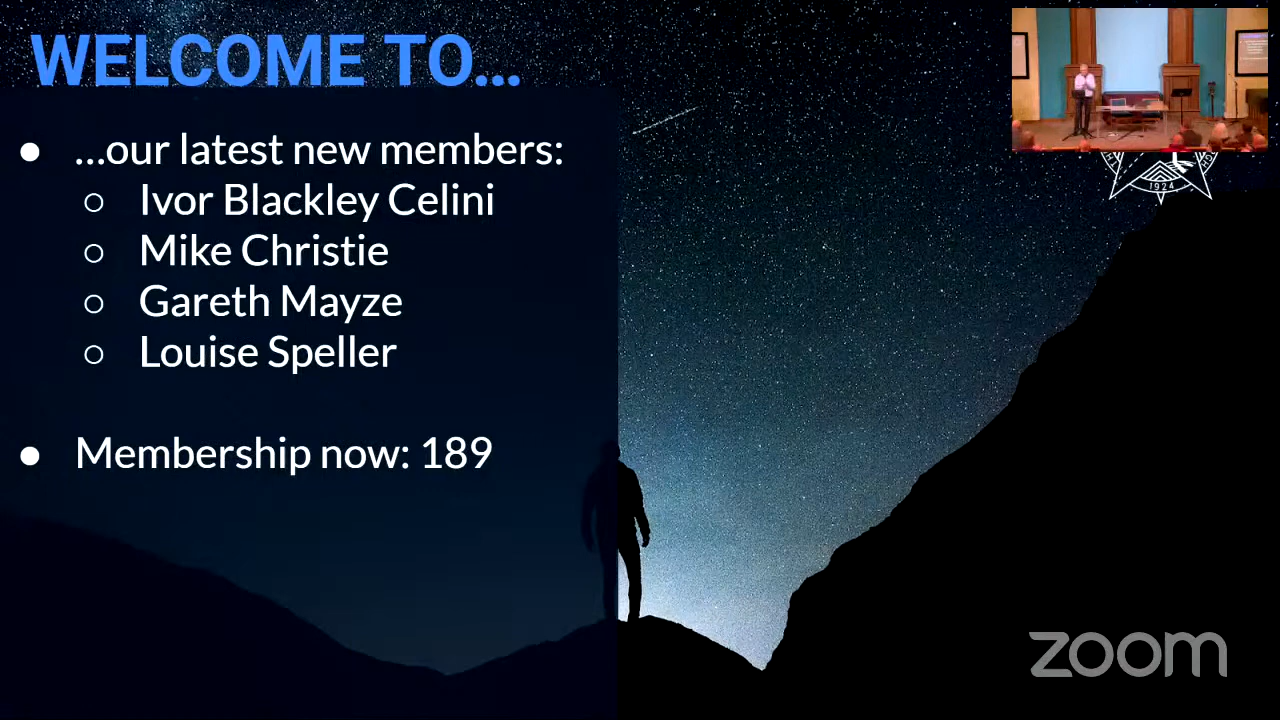 WELCOME TO...
● ...our latest new members:
○ Ivor Blackley Celini
○ Mike Christie
○ Gareth Mayze
○ Louise Speller
● Membership now: 189
1924
zoom